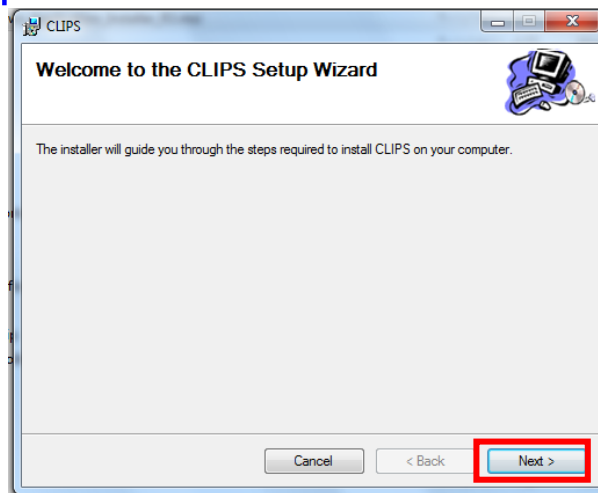 CLIPS
Welcome to the CLIPS Setup Wizard
The installer will guide you through the steps required to install CLIPS on your computer.
Cancel
< Back
Next >